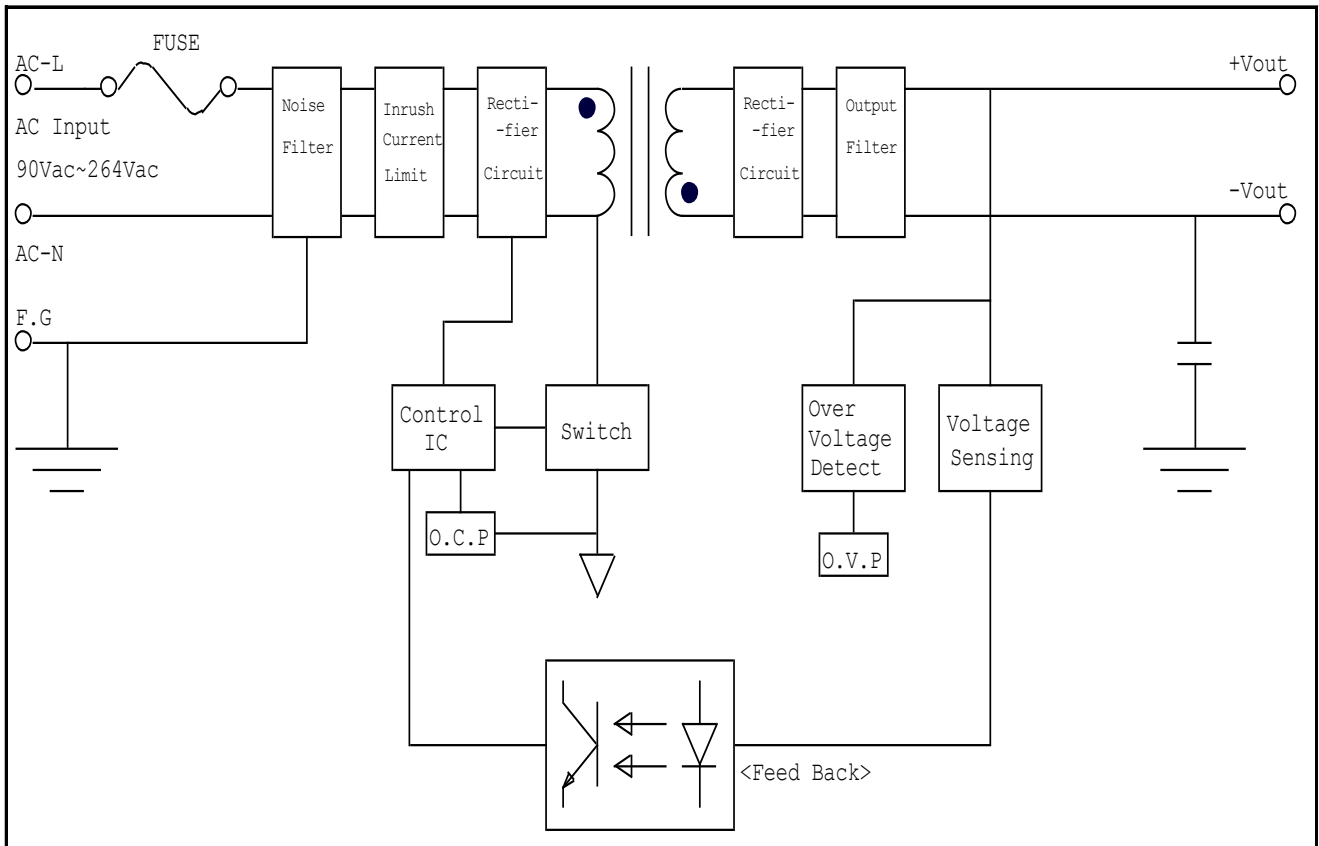 FUSE
AC-L
+Vout
AC Input
90Vac~264Vac
Noise
Filter
Inrush
Current
Limit
Recti-
-fier
Circuit
Recti-
-fier
Circuit
Output
Filter
-Vout
AC-N
F.G
Control
IC
Switch
Over
Voltage
Detect
Voltage
Sensing
O.C.P
O.V.P
<Feed Back>